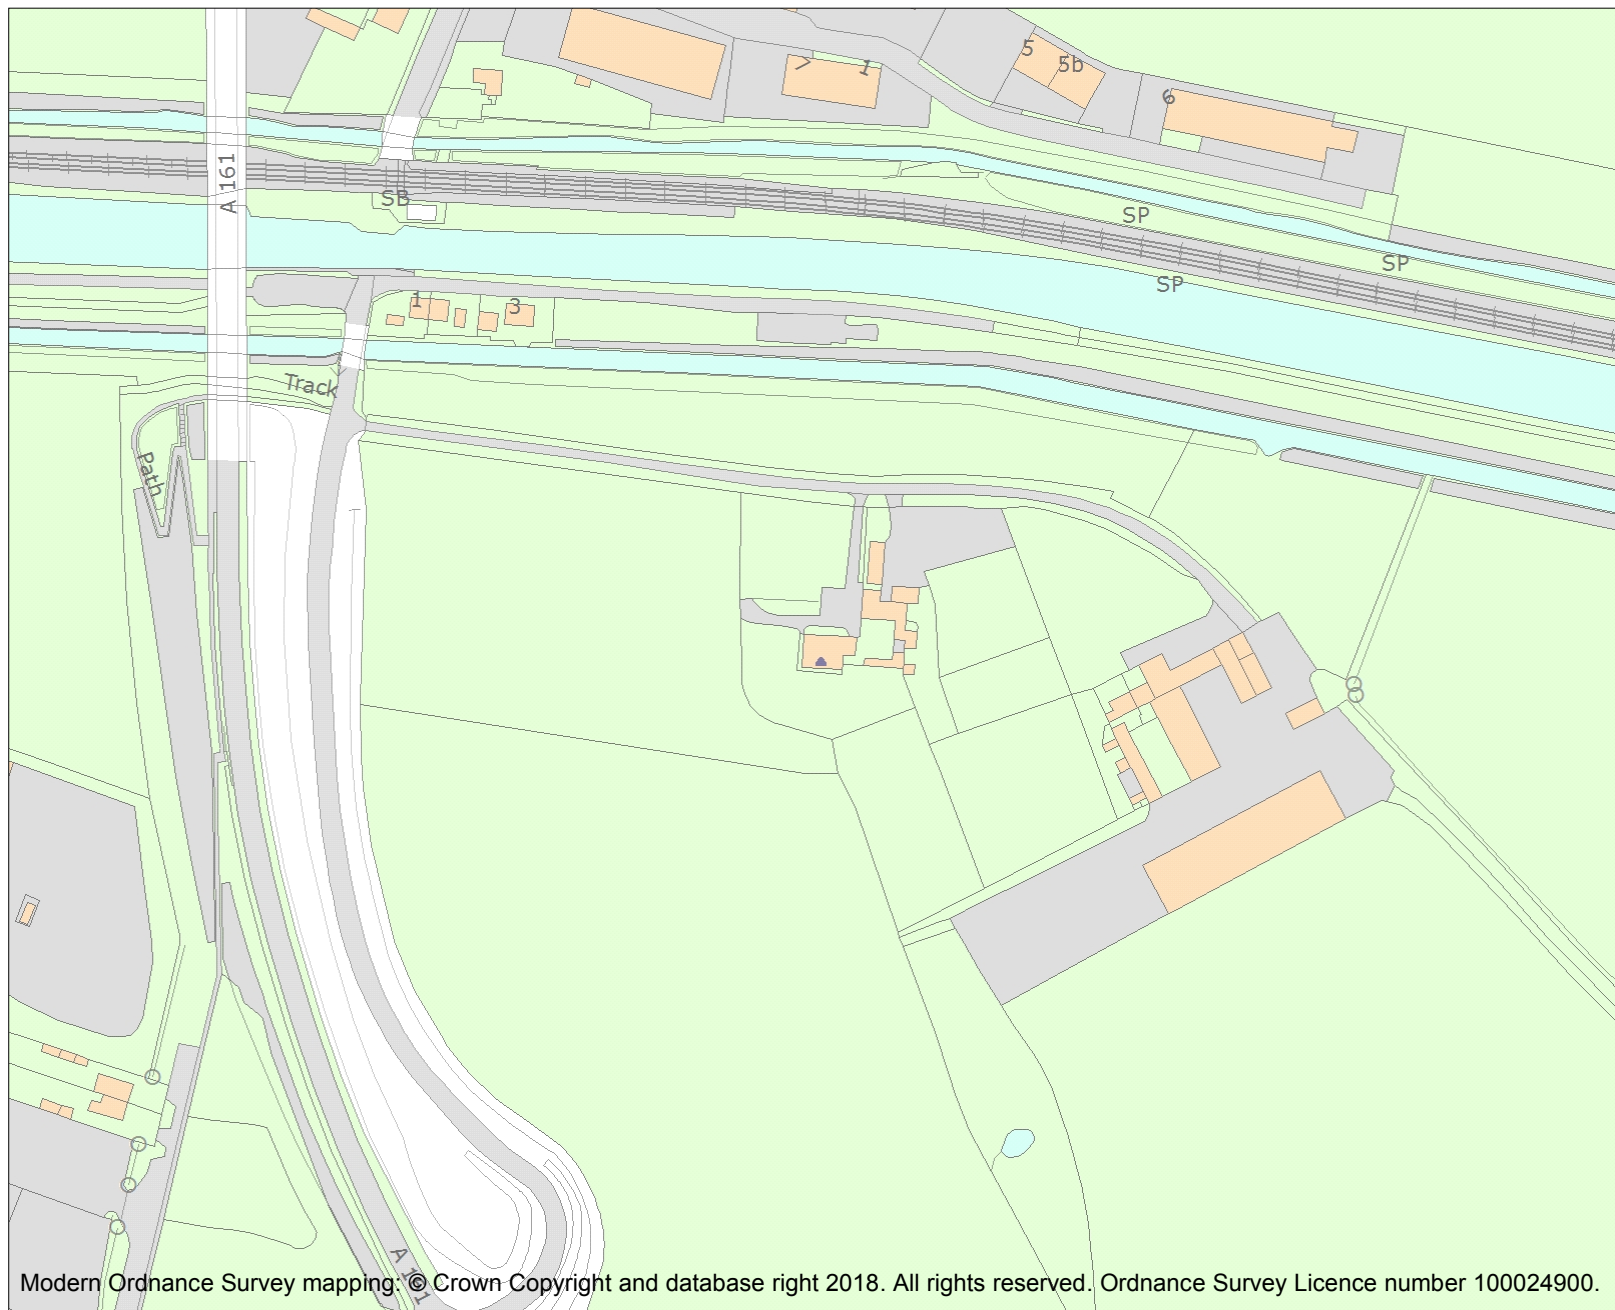 5
5b
1
6
A 161
SB
SP
SP
SP
1
3
Track
Path
A 161
Modern Ordnance Survey mapping: © Crown Copyright and database right 2018. All rights reserved. Ordnance Survey Licence number 100024900.